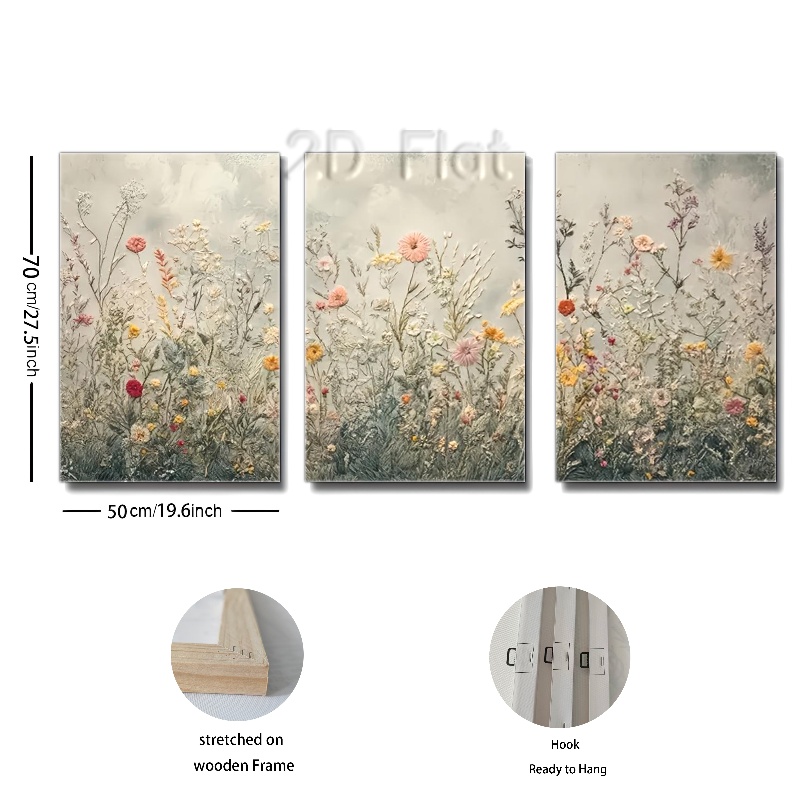 2D Flat
70 cm/27.5inch
50 cm/19.6inch
stretched on
wooden Frame
Hook
Ready to Hang